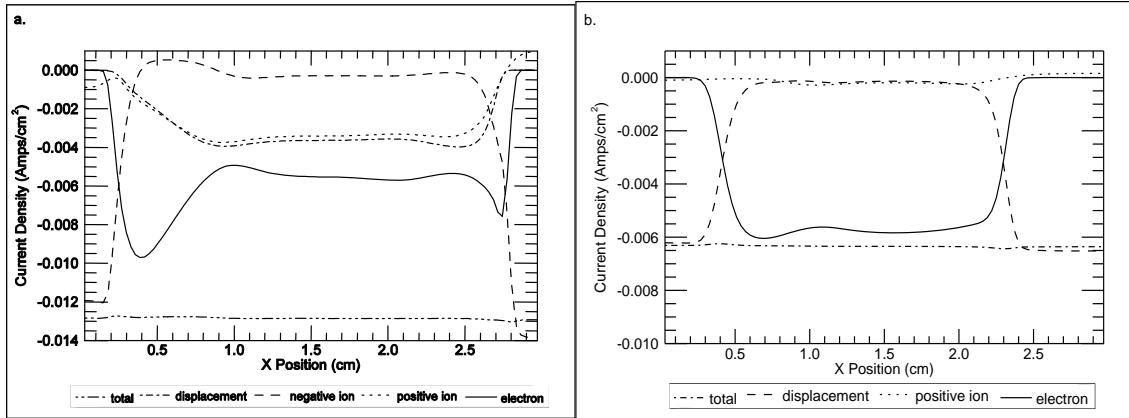 a.
Current Density (Amps/cm²)
0.000
-0.002
-0.004
-0.006
-0.008
-0.010
-0.012
-0.014
0.5
1.0
1.5
2.0
2.5
X Position (cm)
total
displacement
negative ion
positive ion
electron
b.
Current Density (Amps/cm²)
0.000
-0.002
-0.004
-0.006
-0.008
-0.010
0.5
1.0
1.5
2.0
2.5
X Position (cm)
total
displacement
positive ion
electron